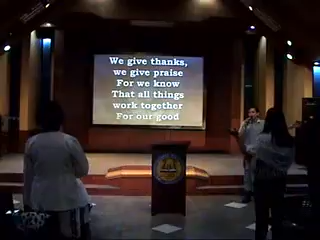 We give thanks,
we give praise
For we know
That all things
work together
For our good